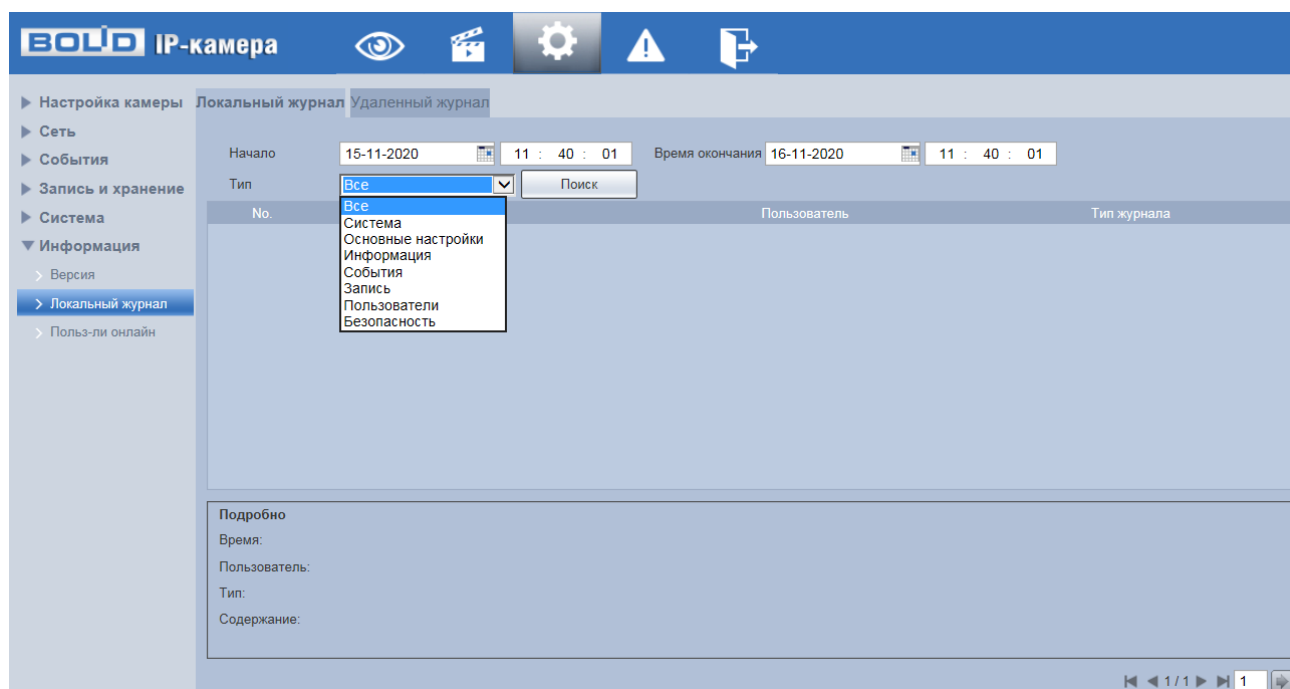 BOLID IP-камера
Настройка камеры
Сеть
События
Запись и хранение
Система
Информация
Версия
Локальный журнал
Польз-ли онлайн
Локальный журнал Удаленный журнал
Начало 15-11-2020 11 : 40 : 01 Время окончания 16-11-2020 11 : 40 : 01
Тип Все Поиск
Все
Система
Основные настройки
Информация
События
Запись
Пользователи
Безопасность
No. Пользователь Тип журнала
Подробно
Время:
Пользователь:
Тип:
Содержание:
1 / 1 1